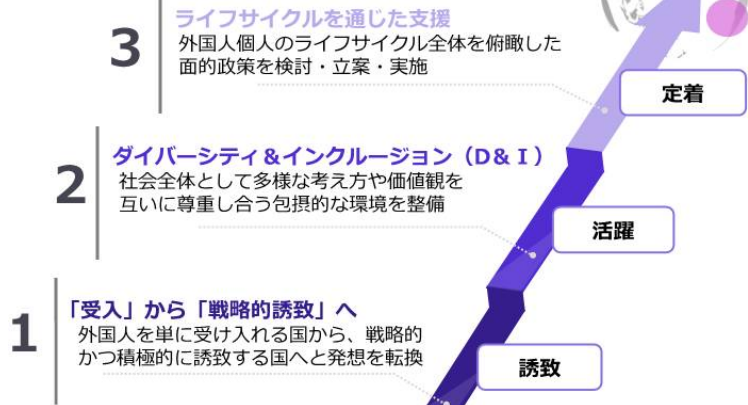 3
ライフサイクルを通じた支援
外国人個人のライフサイクル全体を俯瞰した
面的政策を検討・立案・実施
定着
2
ダイバーシティ＆インクルージョン（D＆I）
社会全体として多様な考え方や価値観を
互いに尊重し合う包摂的な環境を整備
活躍
1
「受入」から「戦略的誘致」へ
外国人を単に受け入れる国から、戦略的
かつ積極的に誘致する国へと発想を転換
誘致